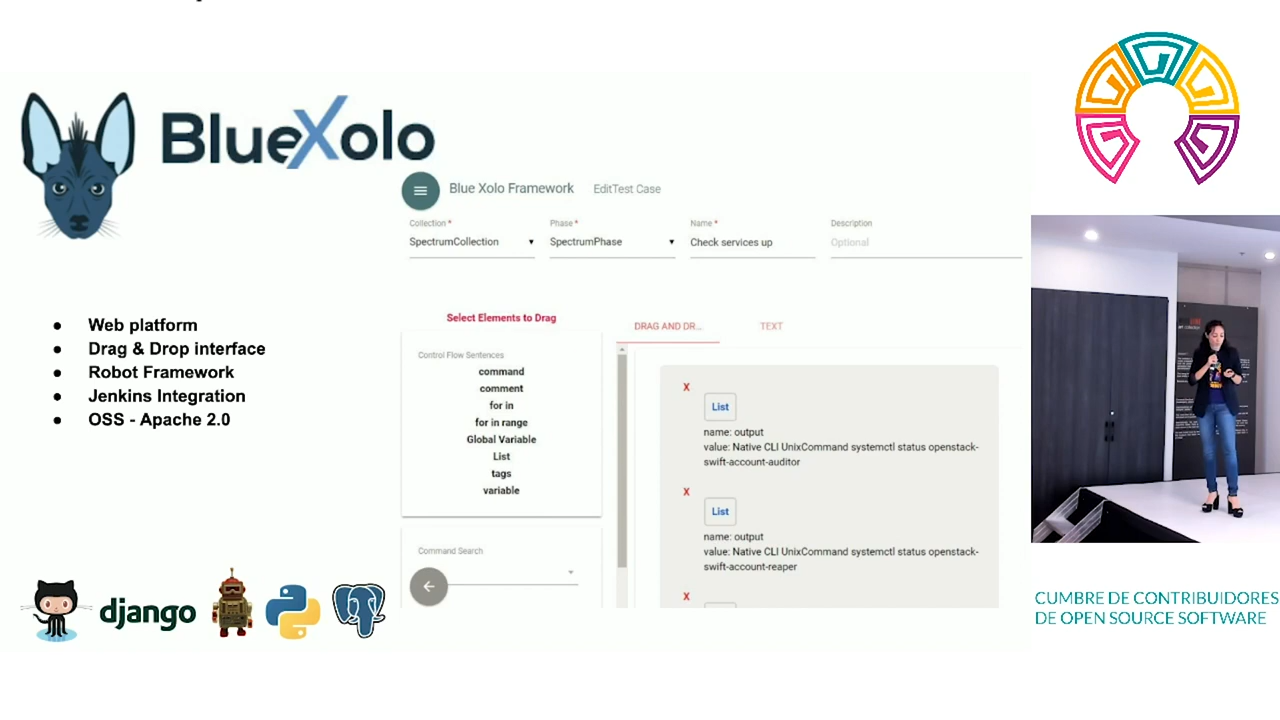 BlueXolo
Blue Xolo Framework EditTest Case
Collection * Phase * Name * Description
SpectrumCollection SpectrumPhase Check services up Optional
● Web platform
● Drag & Drop interface
● Robot Framework
● Jenkins Integration
● OSS - Apache 2.0
Select Elements to Drag
Control Flow Sentences
command
comment
for in
for in range
Global Variable
List
tags
variable
Command Search
DRAG AND DR... TEXT
X
List
name: output
value: Native CLI UnixCommand systemctl status openstack-
swift-account-auditor
X
List
name: output
value: Native CLI UnixCommand systemctl status openstack-
swift-account-reaper
X
django
CUMBRE DE CONTRIBUIDORES
DE OPEN SOURCE SOFTWARE